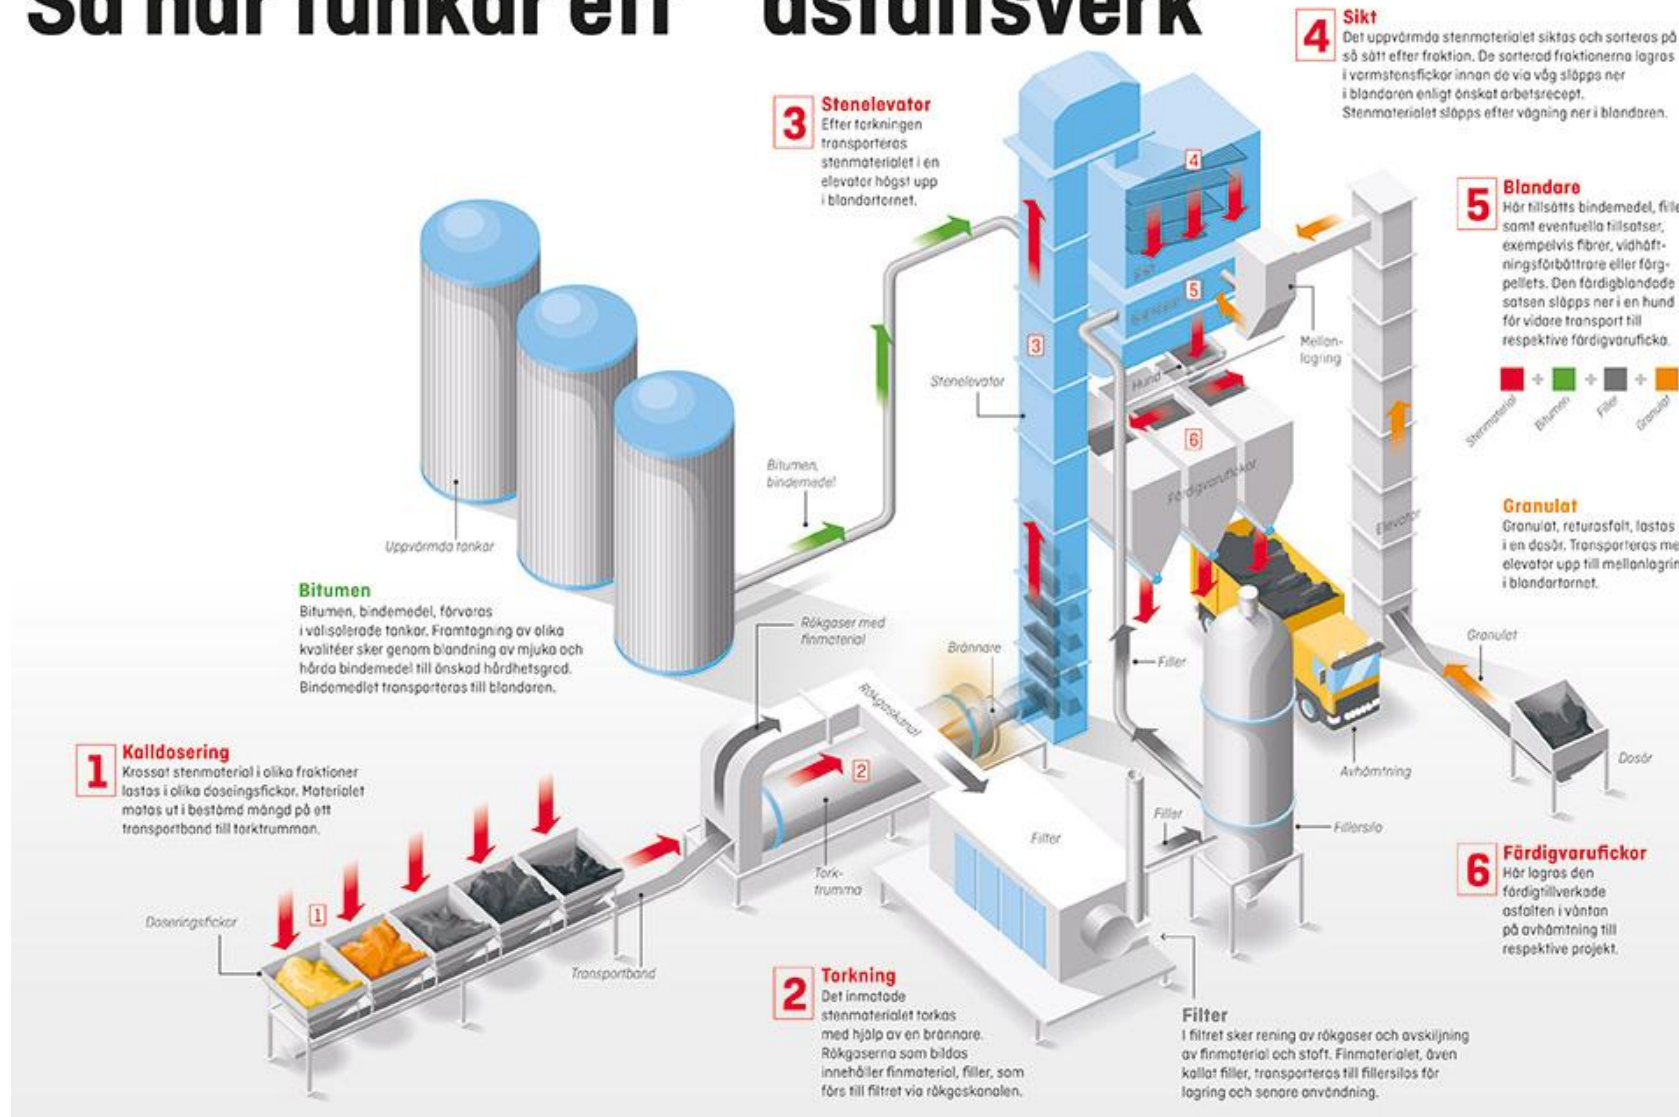 Så här funkar ett asfaltsverk
4
Sikt
Det uppvärmda stenmaterialet siktas och sorteras på
så sätt efter fraktion. De sorterad fraktionerna lagras
i varmstensfickor innan de via våg släpps ner
i blandaren enligt önskat arbetsrecept.
Stenmaterialet släpps efter vägning ner i blandaren.
3
Stenelevator
Efter torkningen
transporteras
stenmaterialet i en
elevator högst upp
i blandartornet.
5
Blandare
Här tillsätts bindemedel,
samt eventuella tillsatser,
exempelvis fibrer, vidhäft-
ningsförbättrare eller färg-
pellets. Den färdigblandade
satsen släpps ner i en hund
för vidare transport till
respektive färdigvaruficka.
Stenmaterial + Bitumen + Filler + Granulat
4
Sikt
5
Blandare
3
Stenelevator
Mellan-
lagring
Hund
6
Färdigvarufickor
Elevator
Bitumen,
bindemedel
Uppvärmda tankar
Granulat
Granulat, returasfalt, lastas
i en dosör. Transporteras
elevator upp till
i blandartornet.
Bitumen
Bitumen, bindemedel, förvaras
i välisolerade tankar. Framtagning av olika
kvalitéer sker genom blandning av mjuka och
hårda bindemedel till önskad hårdhetsgrad.
Bindemedlet transporteras till blandaren.
Rökgaser med
finmaterial
Brännare
Filler
Granulat
Rökgaskanal
Dosör
Avhämtning
1
Kalldosering
Krossat stenmaterial i olika fraktioner
lastas i olika doseingsfickor. Materialet
matas ut i bestämd mängd på ett
transportband till torktrumman.
2
Filter
Filler
Fillersilo
Tork-
trumma
1
Doseringsfickor
Transportband
6
Färdigvarufickor
Här lagras den
färdigtillverkade
asfalten i väntan
på avhämtning till
respektive projekt.
2
Torkning
Det inmatade
stenmaterialet torkas
med hjälp av en brännare.
Rökgaserna som bildas
innehåller finmaterial, filler, som
förs till filtret via rökgaskanalen.
Filter
I filtret sker rening av rökgaser och avskiljning
av finmaterial och stoft. Finmaterialet, även
kallat filler, transporteras till fillersilos för
lagring och senare användning.